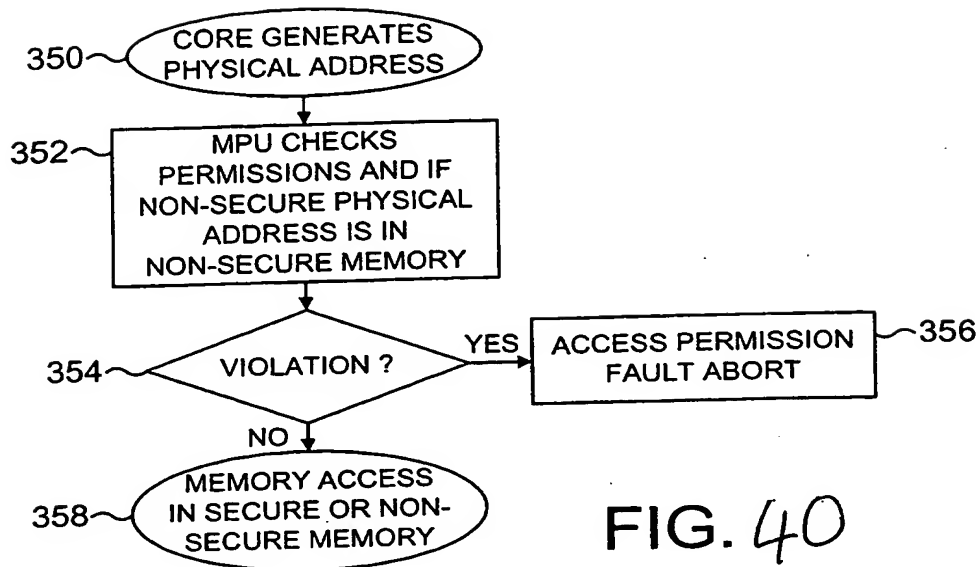 350
CORE GENERATES
PHYSICAL ADDRESS
352
MPU CHECKS
PERMISSIONS AND IF
NON-SECURE PHYSICAL
ADDRESS IS IN
NON-SECURE MEMORY
354
VIOLATION ?
YES
ACCESS PERMISSION
FAULT ABORT
356
NO
358
MEMORY ACCESS
IN SECURE OR NON-
SECURE MEMORY
FIG. 40